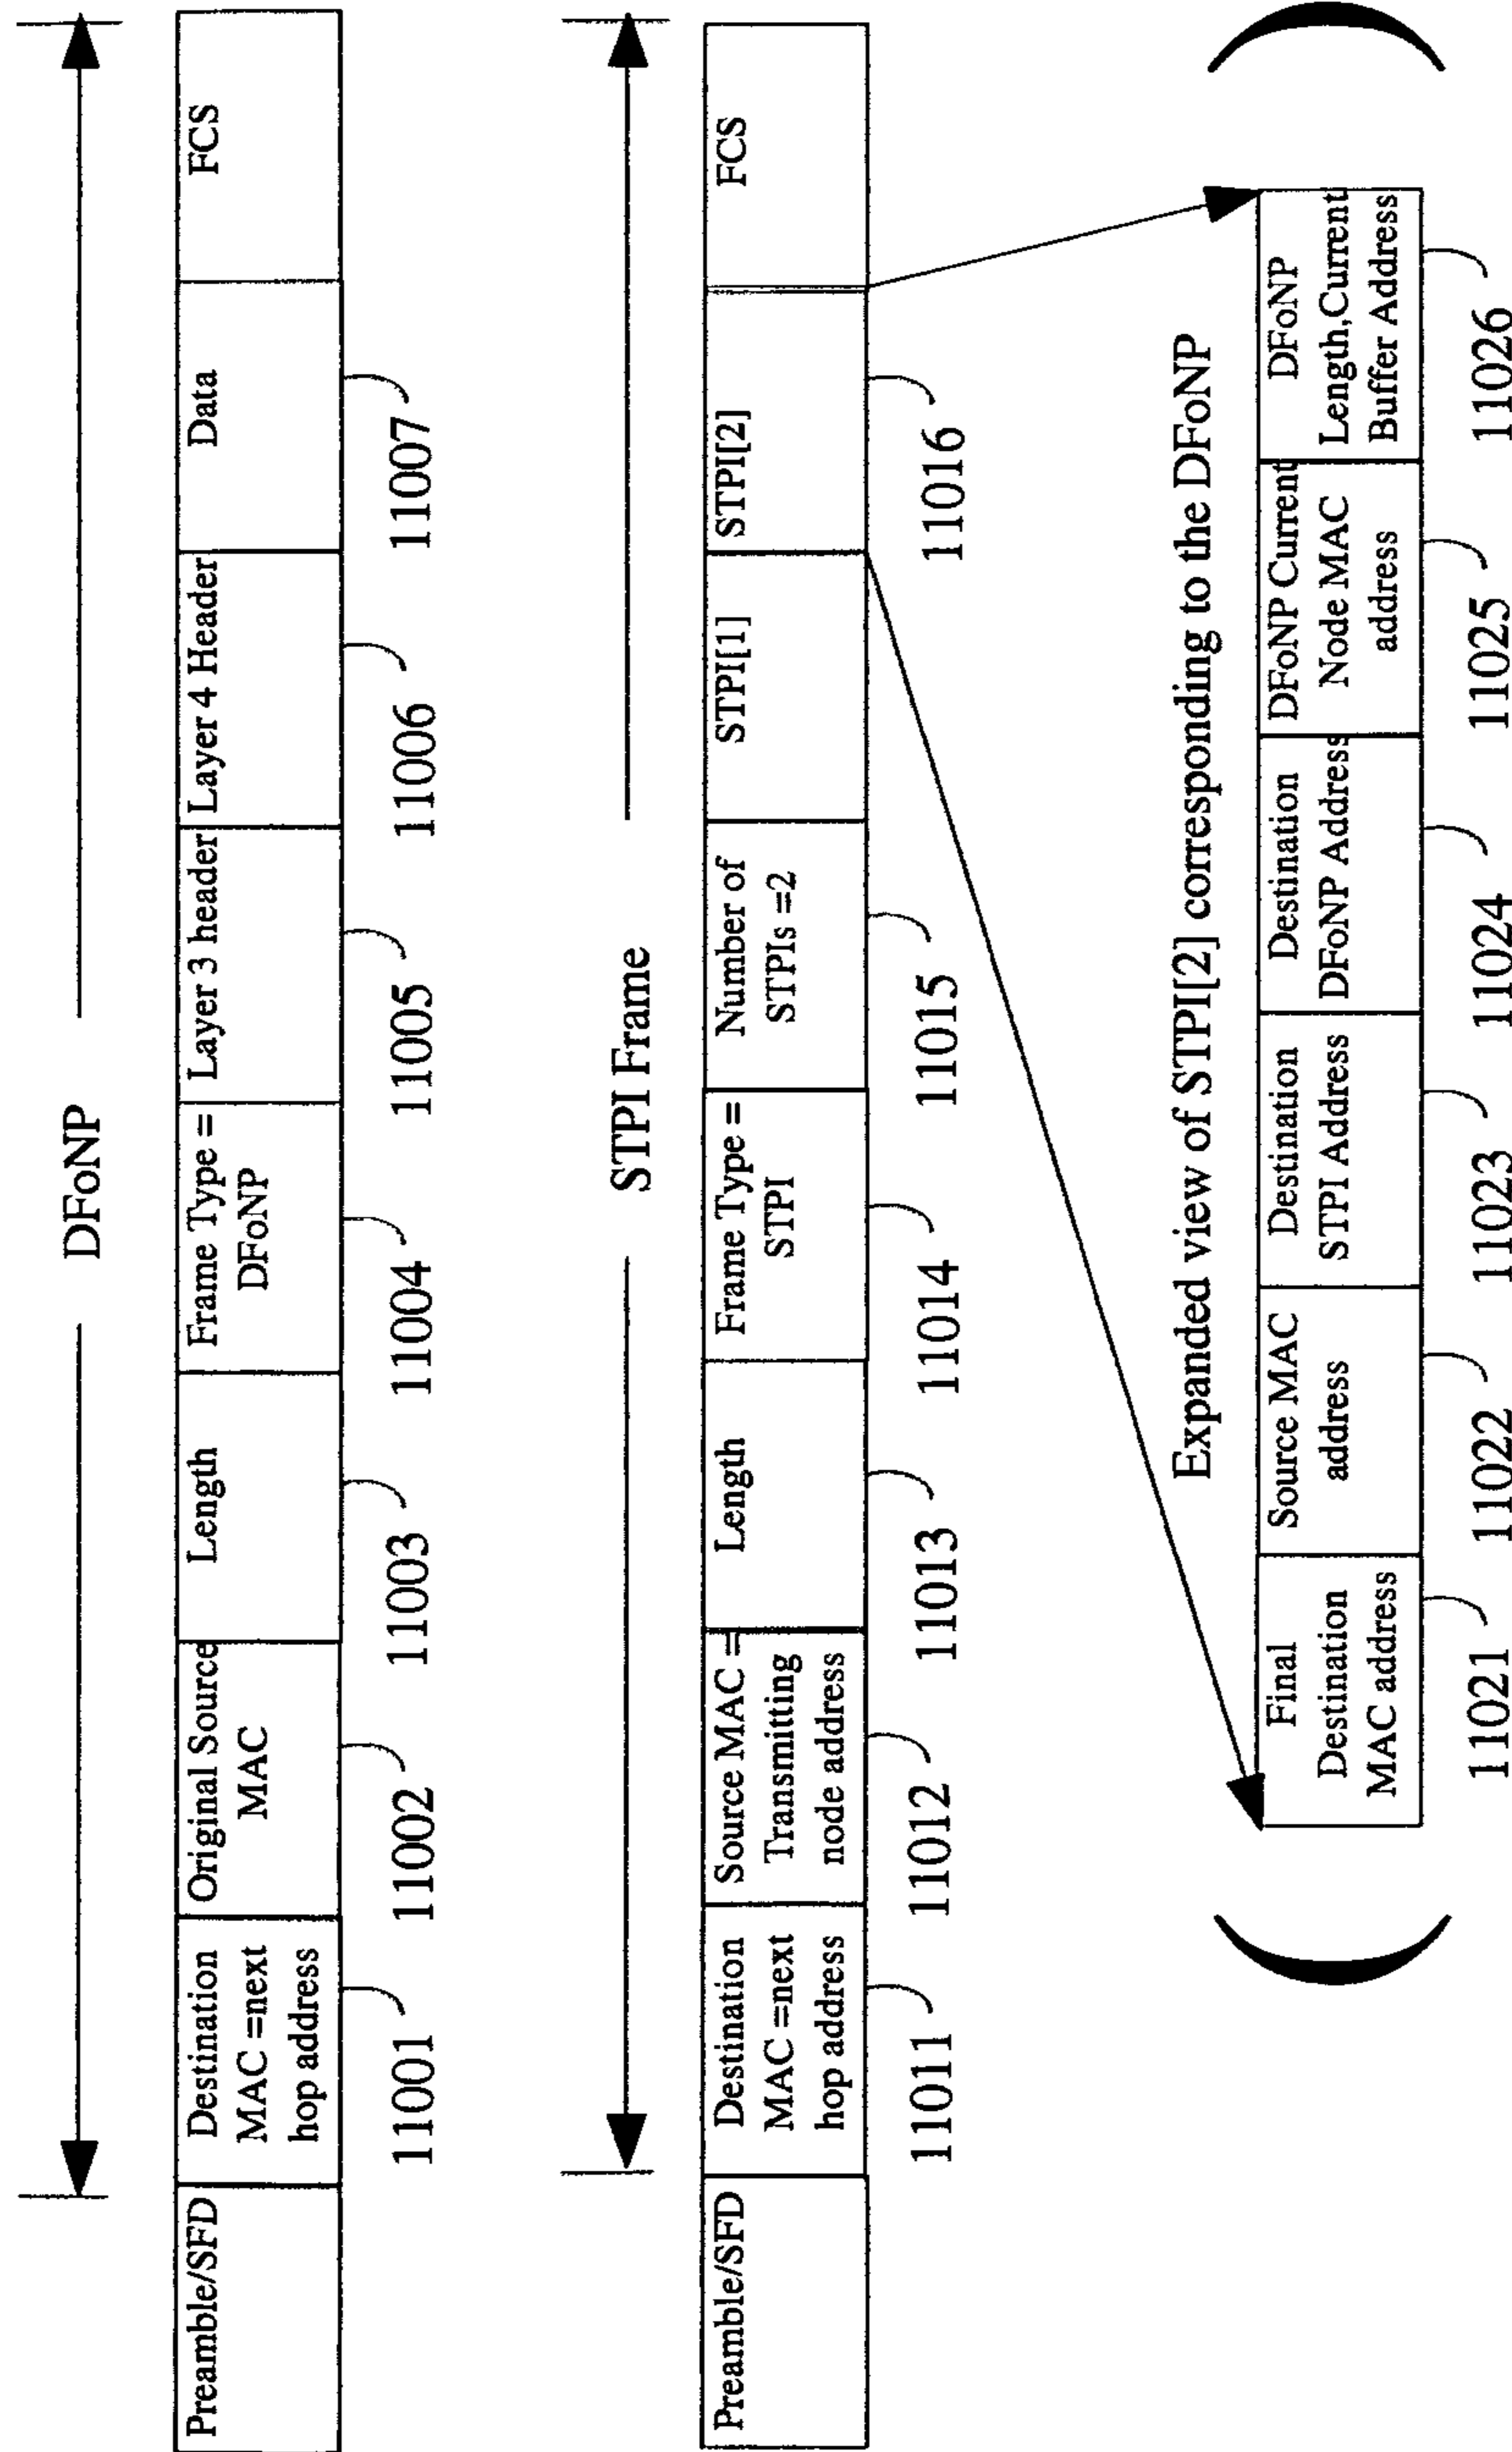 DFoNP
Preamble/SFD
Destination
MAC =next
hop address
Original Source
MAC
Length
Frame Type =
DFoNP
Layer 3 header
Layer 4 Header
Data
FCS
11001
11002
11003
11004
11005
11006
11007
STPI Frame
Preamble/SFD
Destination
MAC =next
hop address
Source MAC =
Transmitting
node address
Length
Frame Type =
STPI
Number of
STPIs =2
STPI[1]
STPI[2]
FCS
11011
11012
11013
11014
11015
11016
Expanded view of STPI[2] corresponding to the DFoNP
Final
Destination
MAC address
Source MAC
address
Destination
STPI Address
Destination
DFoNP Address
DFoNP Current
Node MAC
address
DFoNP
Length,Current
Buffer Address
11021
11022
11023
11024
11025
11026